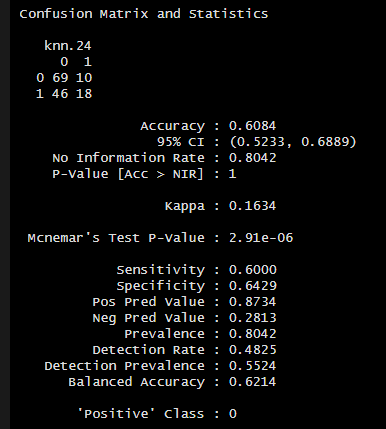 Confusion Matrix and Statistics
knn.24
0 1
0 69 10
1 46 18
Accuracy : 0.6084
95% CI : (0.5233, 0.6889)
No Information Rate : 0.8042
P-Value [Acc > NIR] : 1
Kappa : 0.1634
Mcnemar's Test P-Value : 2.91e-06
Sensitivity : 0.6000
Specificity : 0.6429
Pos Pred Value : 0.8734
Neg Pred Value : 0.2813
Prevalence : 0.8042
Detection Rate : 0.4825
Detection Prevalence : 0.5524
Balanced Accuracy : 0.6214
'Positive' Class : 0